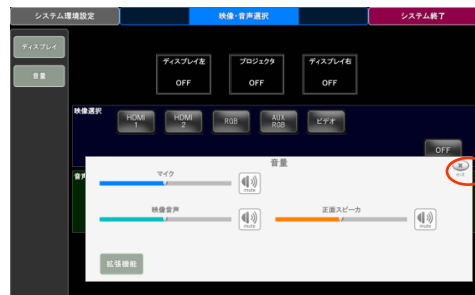 システム環境設定
映像・音声選択
システム終了
ディスプレイ
音量
ディスプレイ左
OFF
プロジェクタ
OFF
ディスプレイ右
OFF
映像選択
HDMI
1
HDMI
2
RGB
AUX
RGB
ビデオ
OFF
音量
マイク
mute
映像音声
mute
正面スピーカ
mute
拡張機能